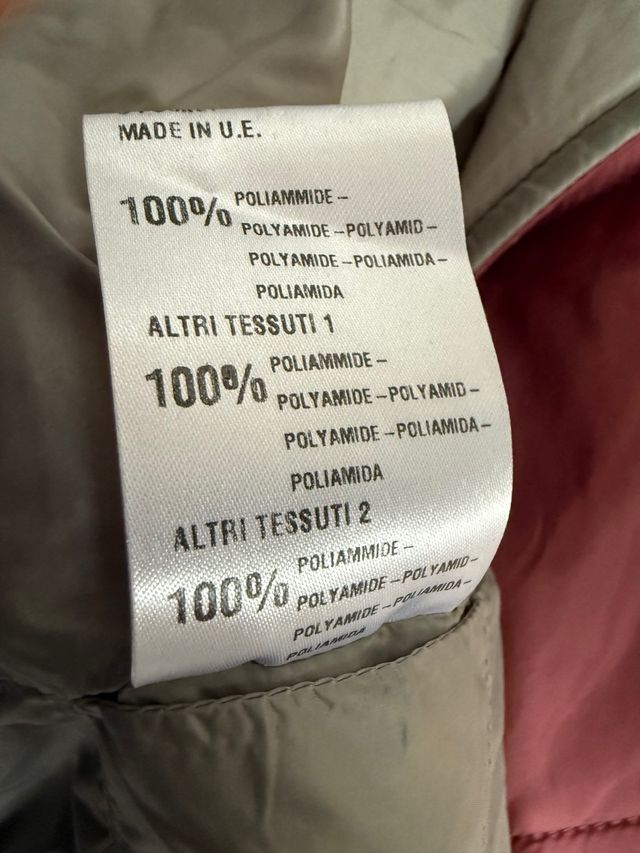 MADE IN U.E.
100% POLIAMMIDE –
POLYAMIDE –POLYAMID –
POLYAMIDE –POLIAMIDA –
POLIAMIDA
ALTRI TESSUTI 1
100% POLIAMMIDE –
POLYAMIDE –POLYAMID –
POLYAMIDE –POLIAMIDA –
POLIAMIDA
ALTRI TESSUTI 2
100% POLIAMMIDE –
POLYAMIDE –POLYAMID –
POLYAMIDE –POLIAMIDA –
POLIAMIDA